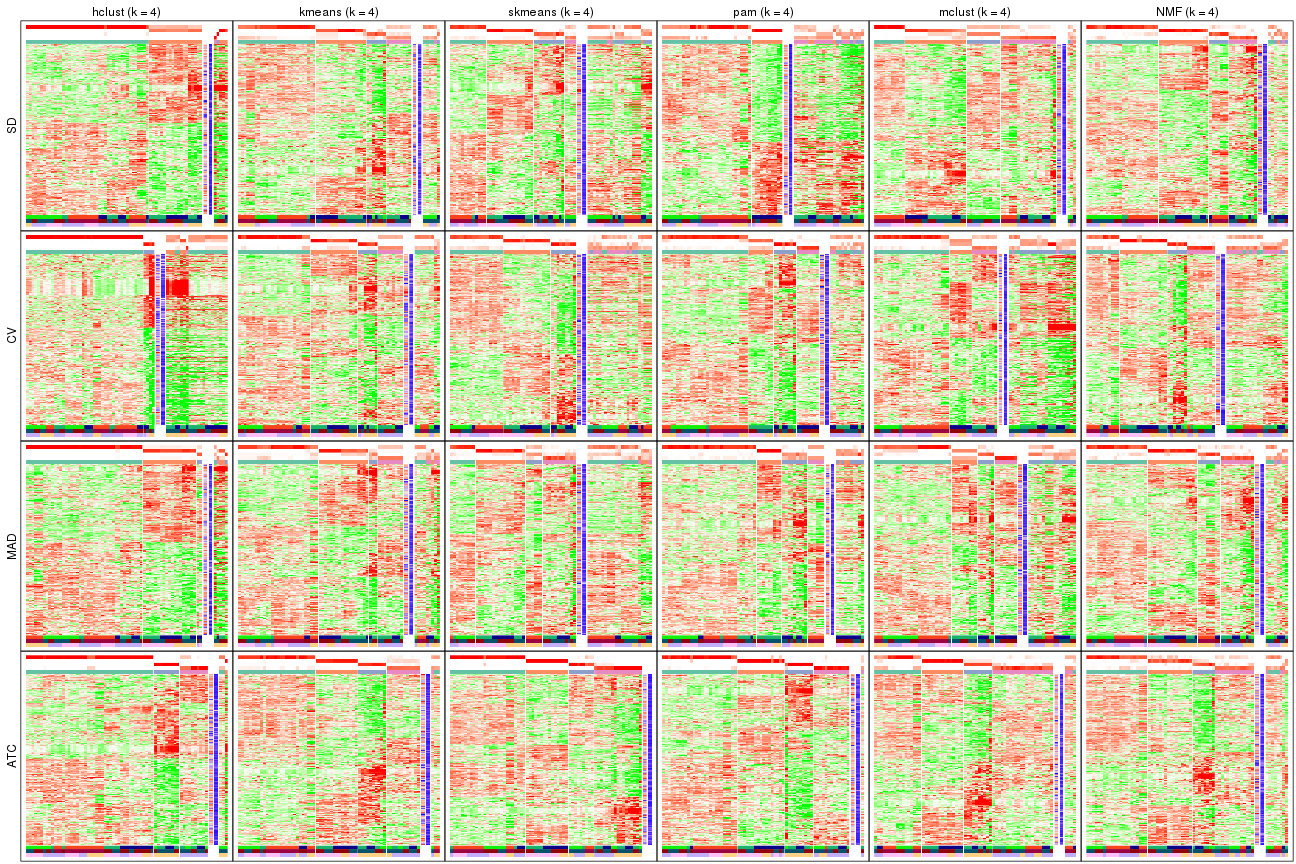 hclust (k = 4) kmeans (k = 4) skmeans (k = 4) pam (k = 4) mclust (k = 4) NMF (k = 4)
SD
CV
MAD
ATC